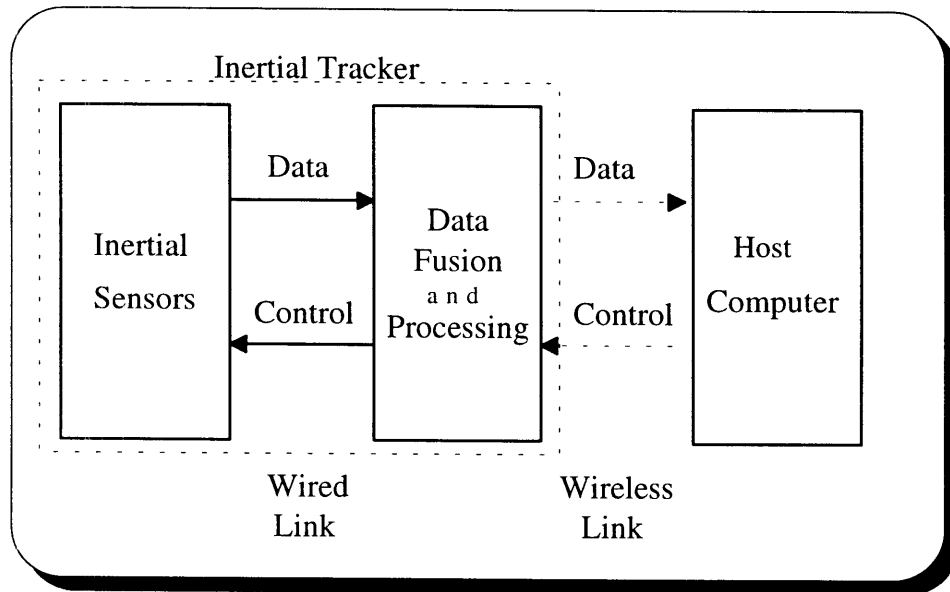 Inertial Tracker
Inertial
Sensors
Data
Control
Data
Fusion
and
Processing
Data
Control
Host
Computer
Wired
Link
Wireless
Link